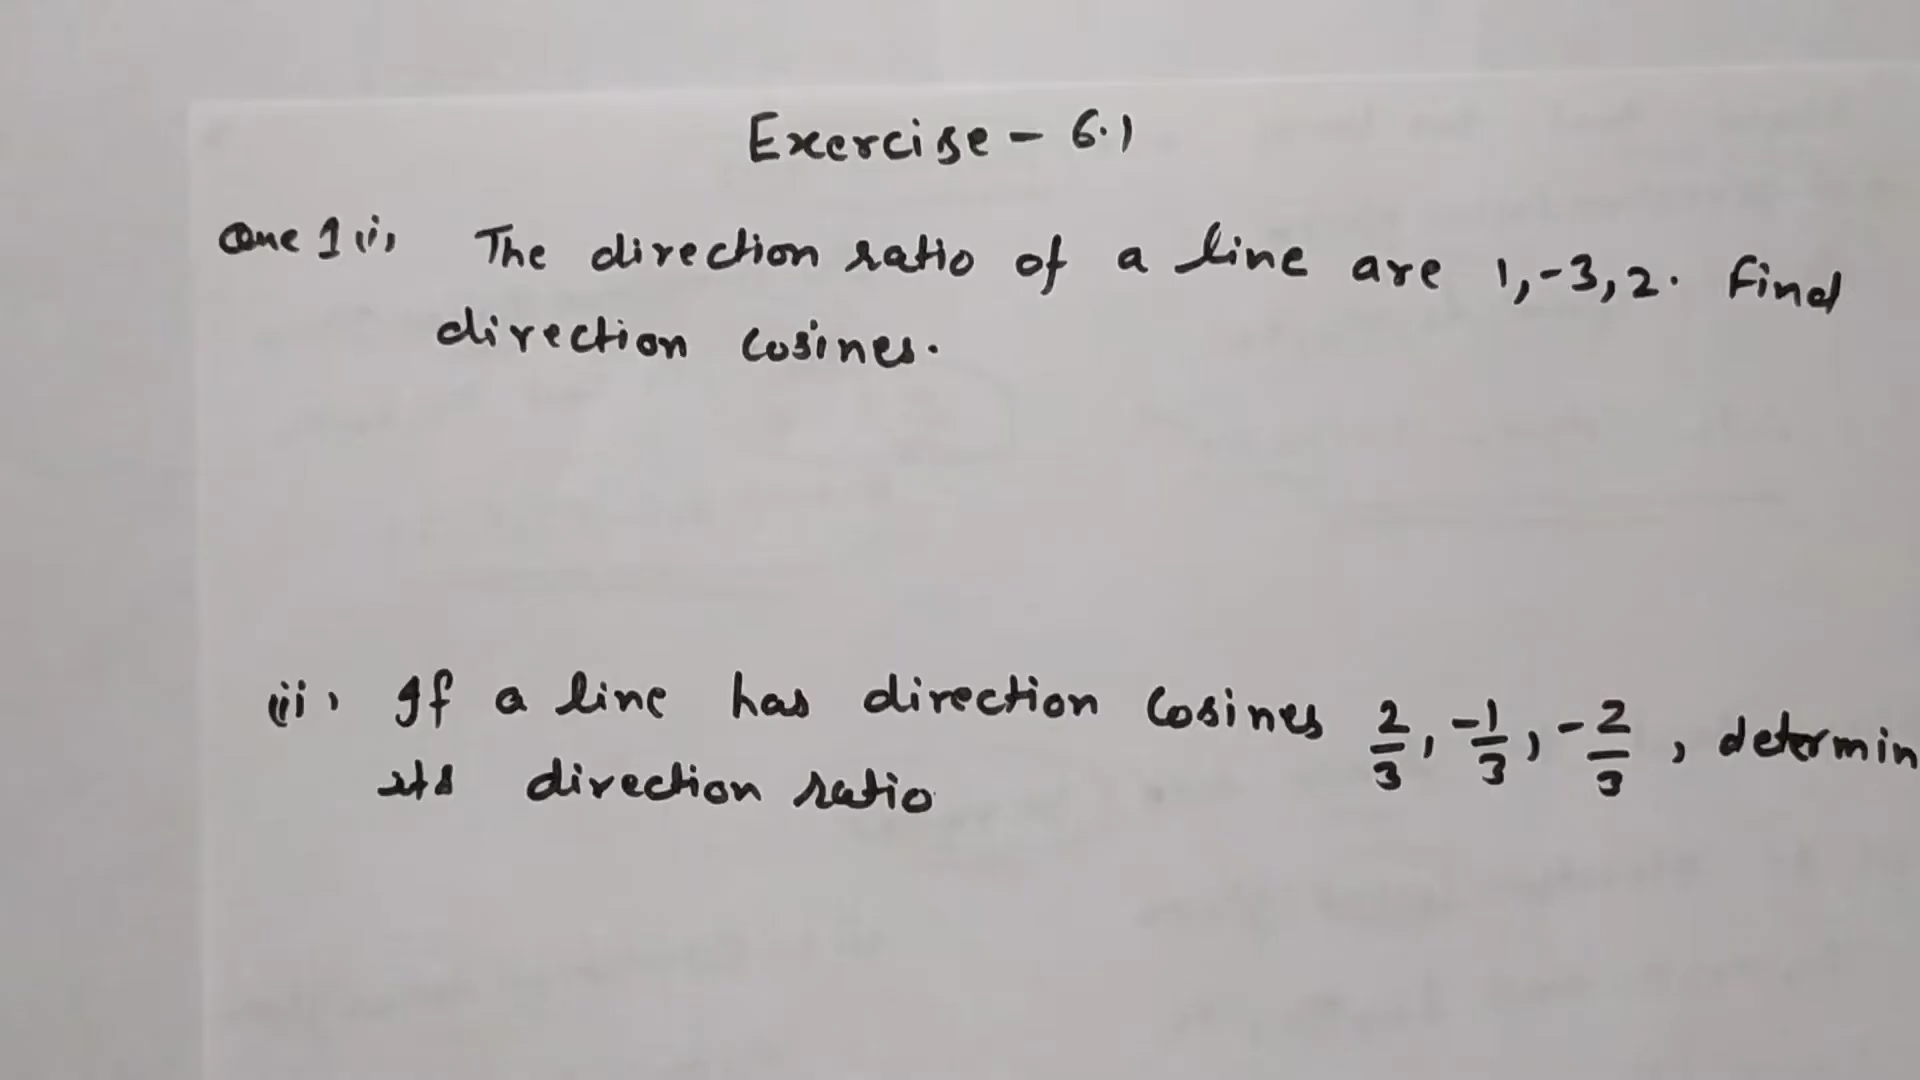 Exercise - 6.1
Que 1 (i) The direction ratio of a line are 1, -3, 2. Find
direction cosines.
(ii) If a line has direction cosines 2/3, -1/3, -2/3, determin
its direction ratio